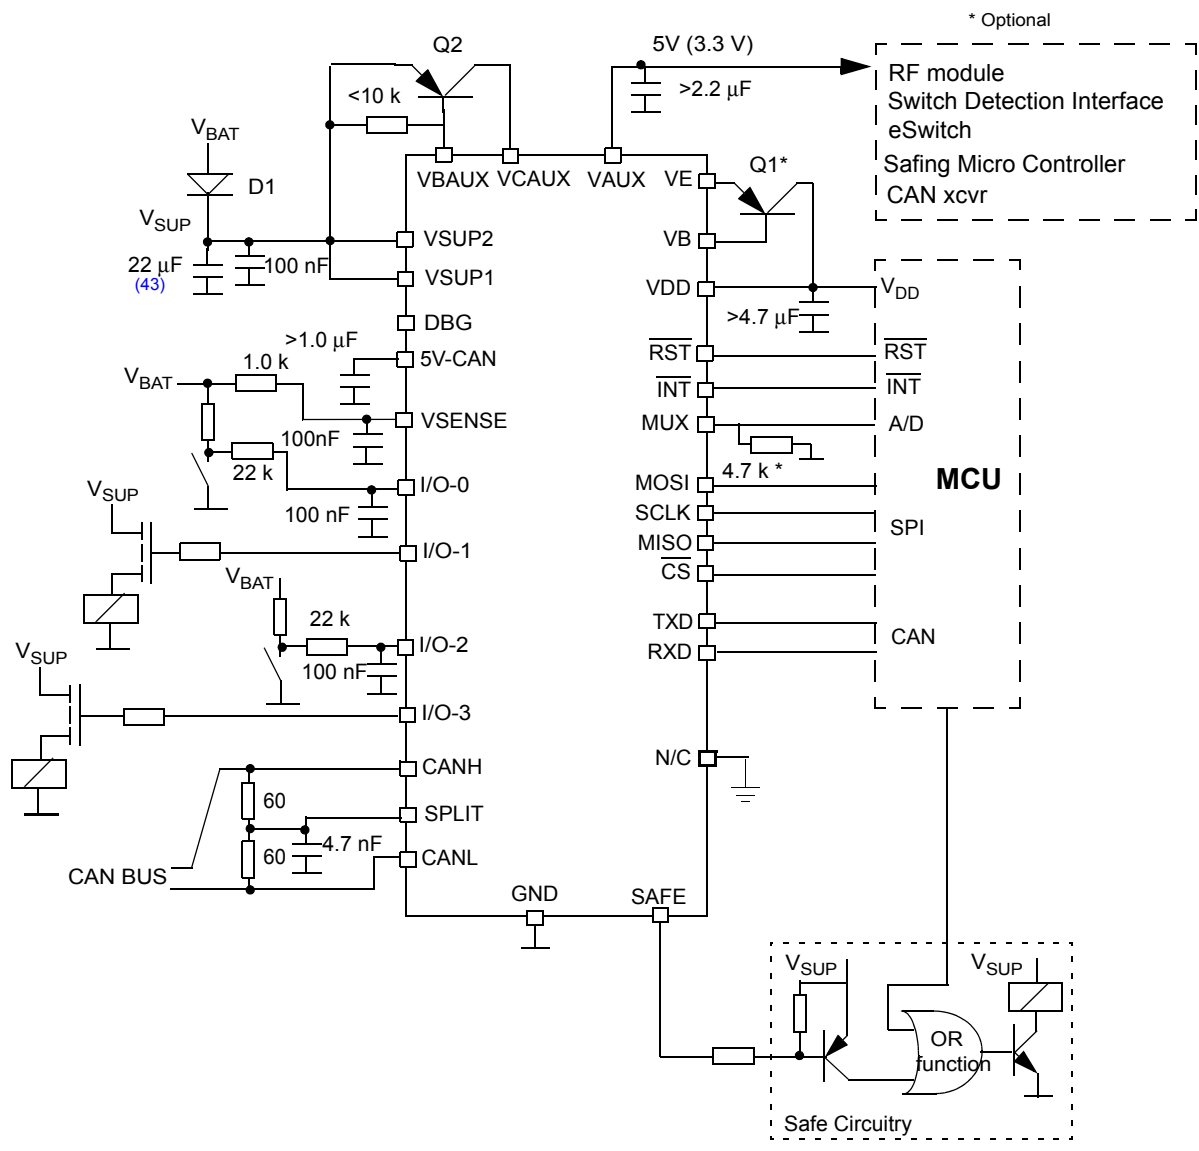 * Optional
Q2
5V (3.3 V)
RF module
Switch Detection Interface
eSwitch
Safing Micro Controller
CAN xcvr
<10 k
>2.2 μF
VBAT
D1
VSUP
22 μF
(43)
100 nF
VBAUX
VCAUX
VAUX
VE
Q1*
VB
VDD
VSUP2
VSUP1
DBG
5V-CAN
>1.0 μF
1.0 k
VBAT
VSENSE
100nF
22 k
I/O-0
100 nF
VSUP
I/O-1
VBAT
22 k
I/O-2
100 nF
VSUP
I/O-3
CANH
60
SPLIT
4.7 nF
60
CANL
CAN BUS
GND
SAFE
>4.7 μF
VDD
RST
RST
INT
INT
MUX
A/D
4.7 k *
MCU
MOSI
SCLK
SPI
MISO
CS
TXD
CAN
RXD
N/C
VSUP
VSUP
OR
function
Safe Circuitry